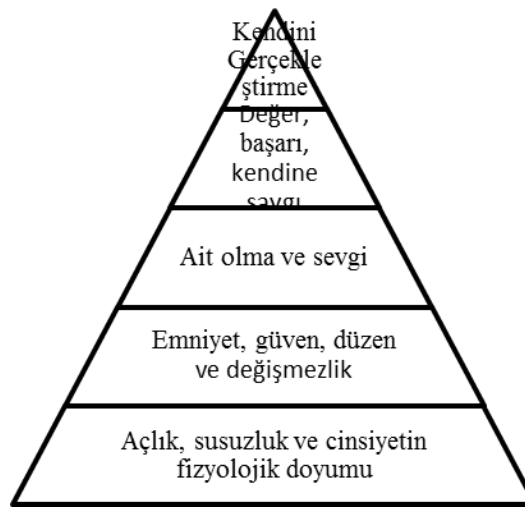 Kendini
Gerçekle
ştirme
Değer,
başarı,
kendine
saygı
Ait olma ve sevgi
Emniyet, güven, düzen
ve değişmezlik
Açlık, susuzluk ve cinsiyetin
fizyolojik doyumu